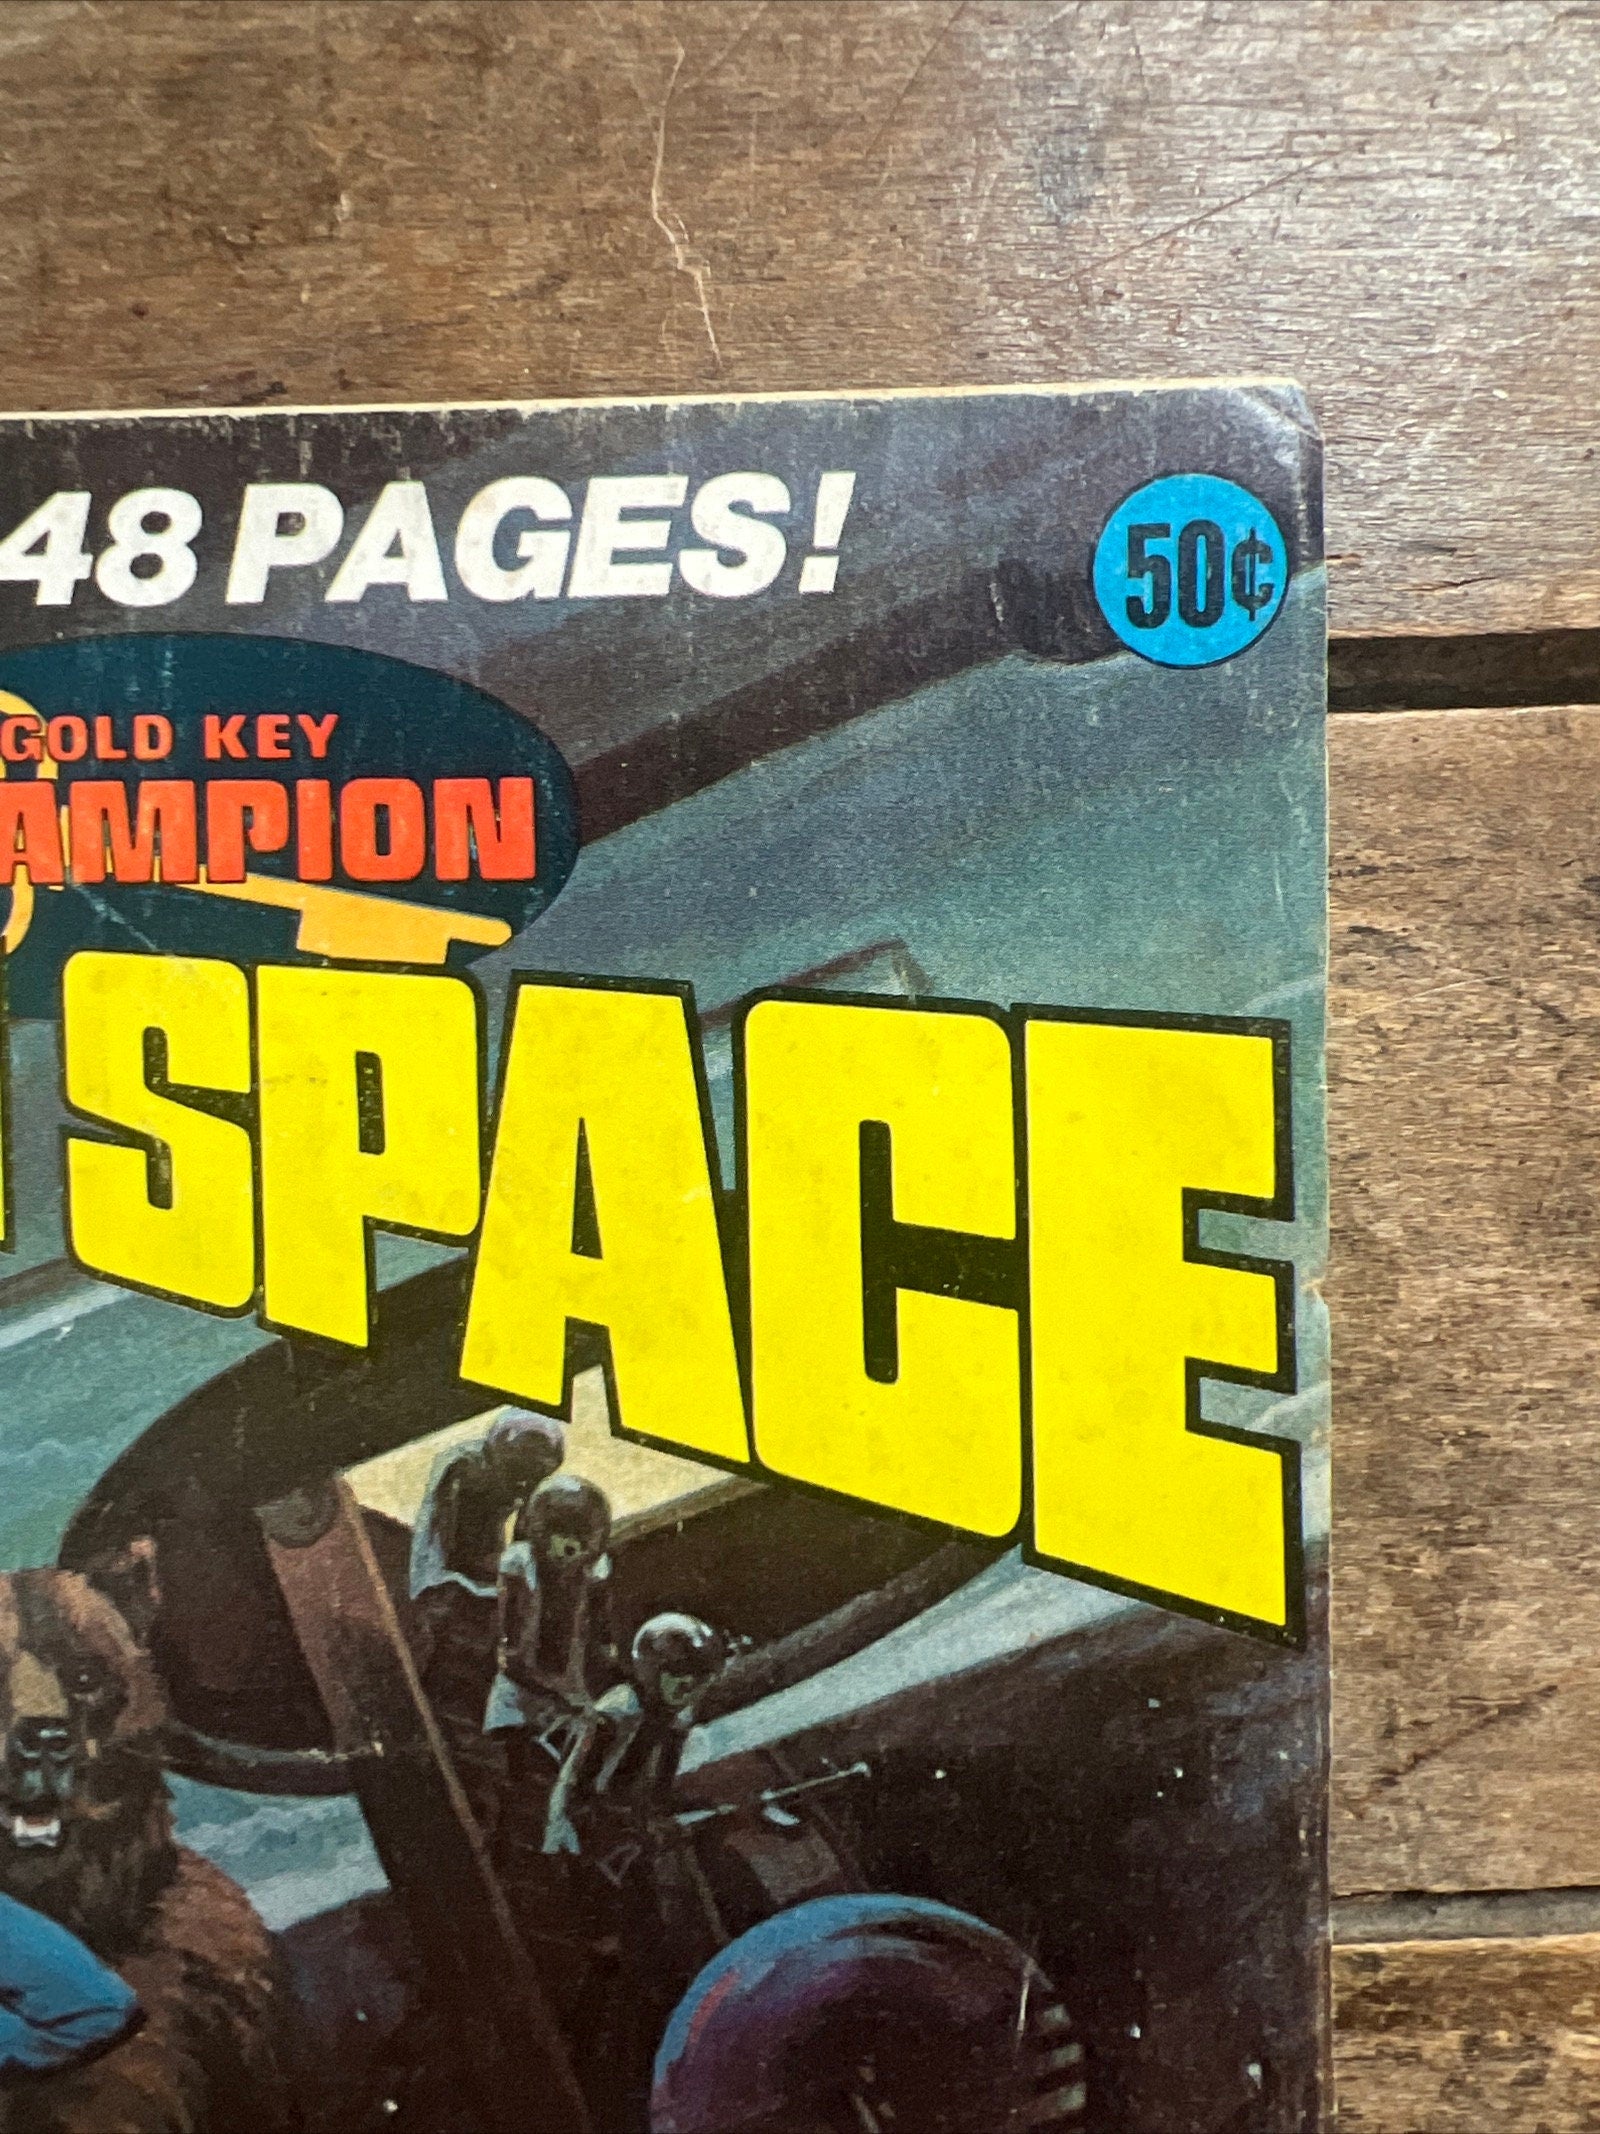 48 PAGES!
50¢
GOLD KEY
AMPION
SPACE